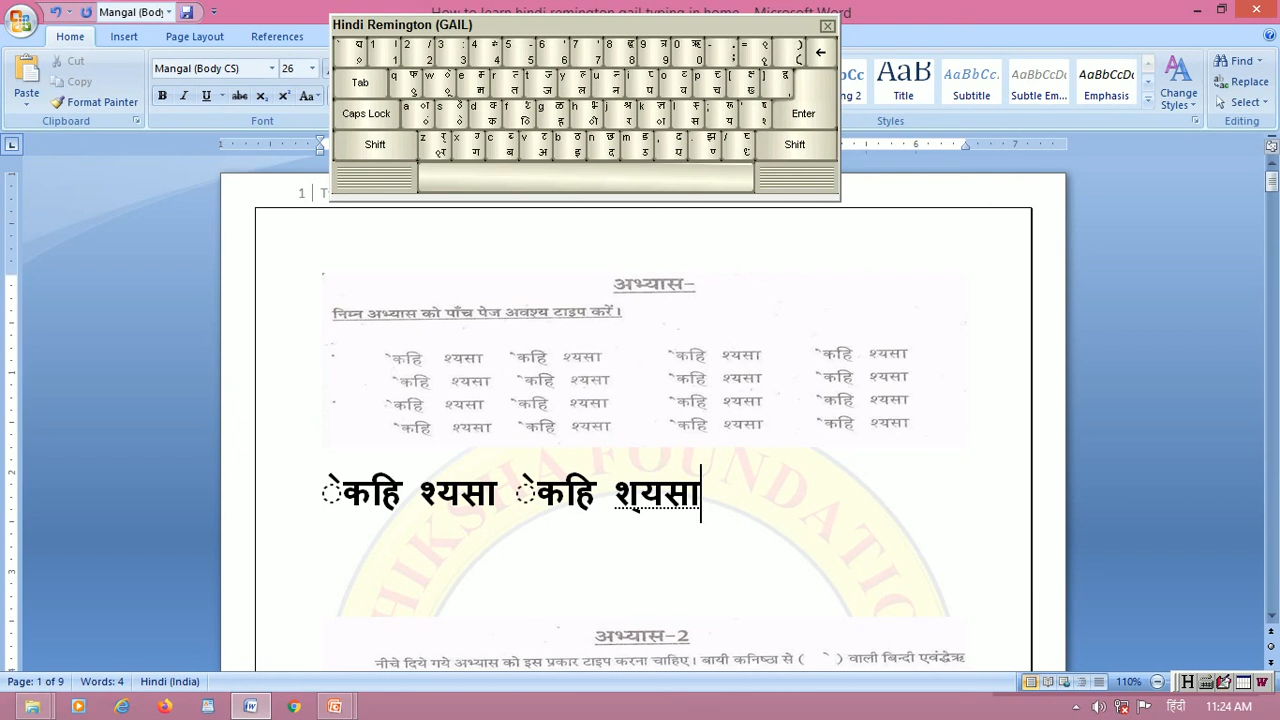 How to learn hindi remington gail typing in home - Microsoft Word
Home Insert Page Layout References
Cut
Copy
Format Painter
Paste
Clipboard
Mangal (Body CS) 26
Font
Title Subtitle Subtle Em... Emphasis
Change Styles
Styles
Find
Replace
Select
Editing
Hindi Remington (GAIL)
Tab
Caps Lock Enter
Shift Shift
अभ्यास-
निम्न अभ्यास को पाँच पेज अवश्य टाइप करें।
ेकहि श्यसा ेकहि श्यसा ेकहि श्यसा ेकहि श्यसा
ेकहि श्यसा ेकहि श्यसा ेकहि श्यसा ेकहि श्यसा
ेकहि श्यसा ेकहि श्यसा ेकहि श्यसा ेकहि श्यसा
ेकहि श्यसा ेकहि श्यसा ेकहि श्यसा ेकहि श्यसा
ेकहि श्यसा ेकहि श्‌यसा
SHIKSHA FOUNDATION
अभ्यास-2
नीचे दिये गये अभ्यास को इस प्रकार टाइप करना चाहिए। बायी कनिष्ठा से ( े ) वाली बिन्दी
Page: 1 of 9 Words: 4 Hindi (India) 110%
हिंदी 11:24 AM